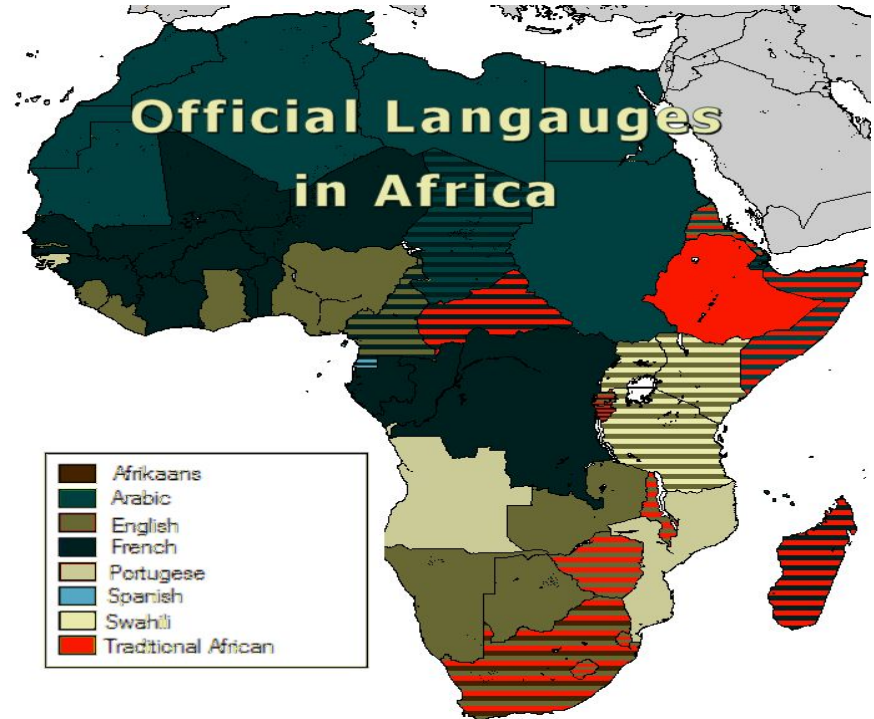 Official Langauges
in Africa
Afrikaans
Arabic
English
French
Portugese
Spanish
Swahili
Traditional African